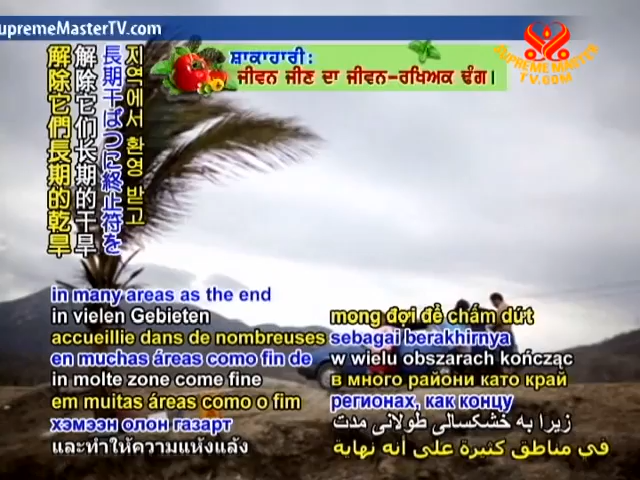 upremeMasterTV.com
ਸ਼ਾਕਾਹਾਰੀ:
ਜੀਵਨ ਜੀਣ ਦਾ ਜੀਵਨ-ਰਖਿਅਕ ਢੰਗ।
SUPREME MASTER
TV.COM
解除它們長期的乾旱
解除它们长期的干旱
長期干ばつに終止符を
지역에서 환영 받고
in many areas as the end
in vielen Gebieten
accueillie dans de nombreuses
en muchas áreas como fin de
in molte zone come fine
em muitas áreas como o fim
хэмээн олон газарт
และทำให้ความแห้งแล้ง
mong đợi để chám dứt
sebagai berakhirnya
w wielu obszarach kończąc
в много райони като край
регионах, как концу
زیرا به خشکسالی طولانی مدت
في مناطق كثيرة على أنه نهاية